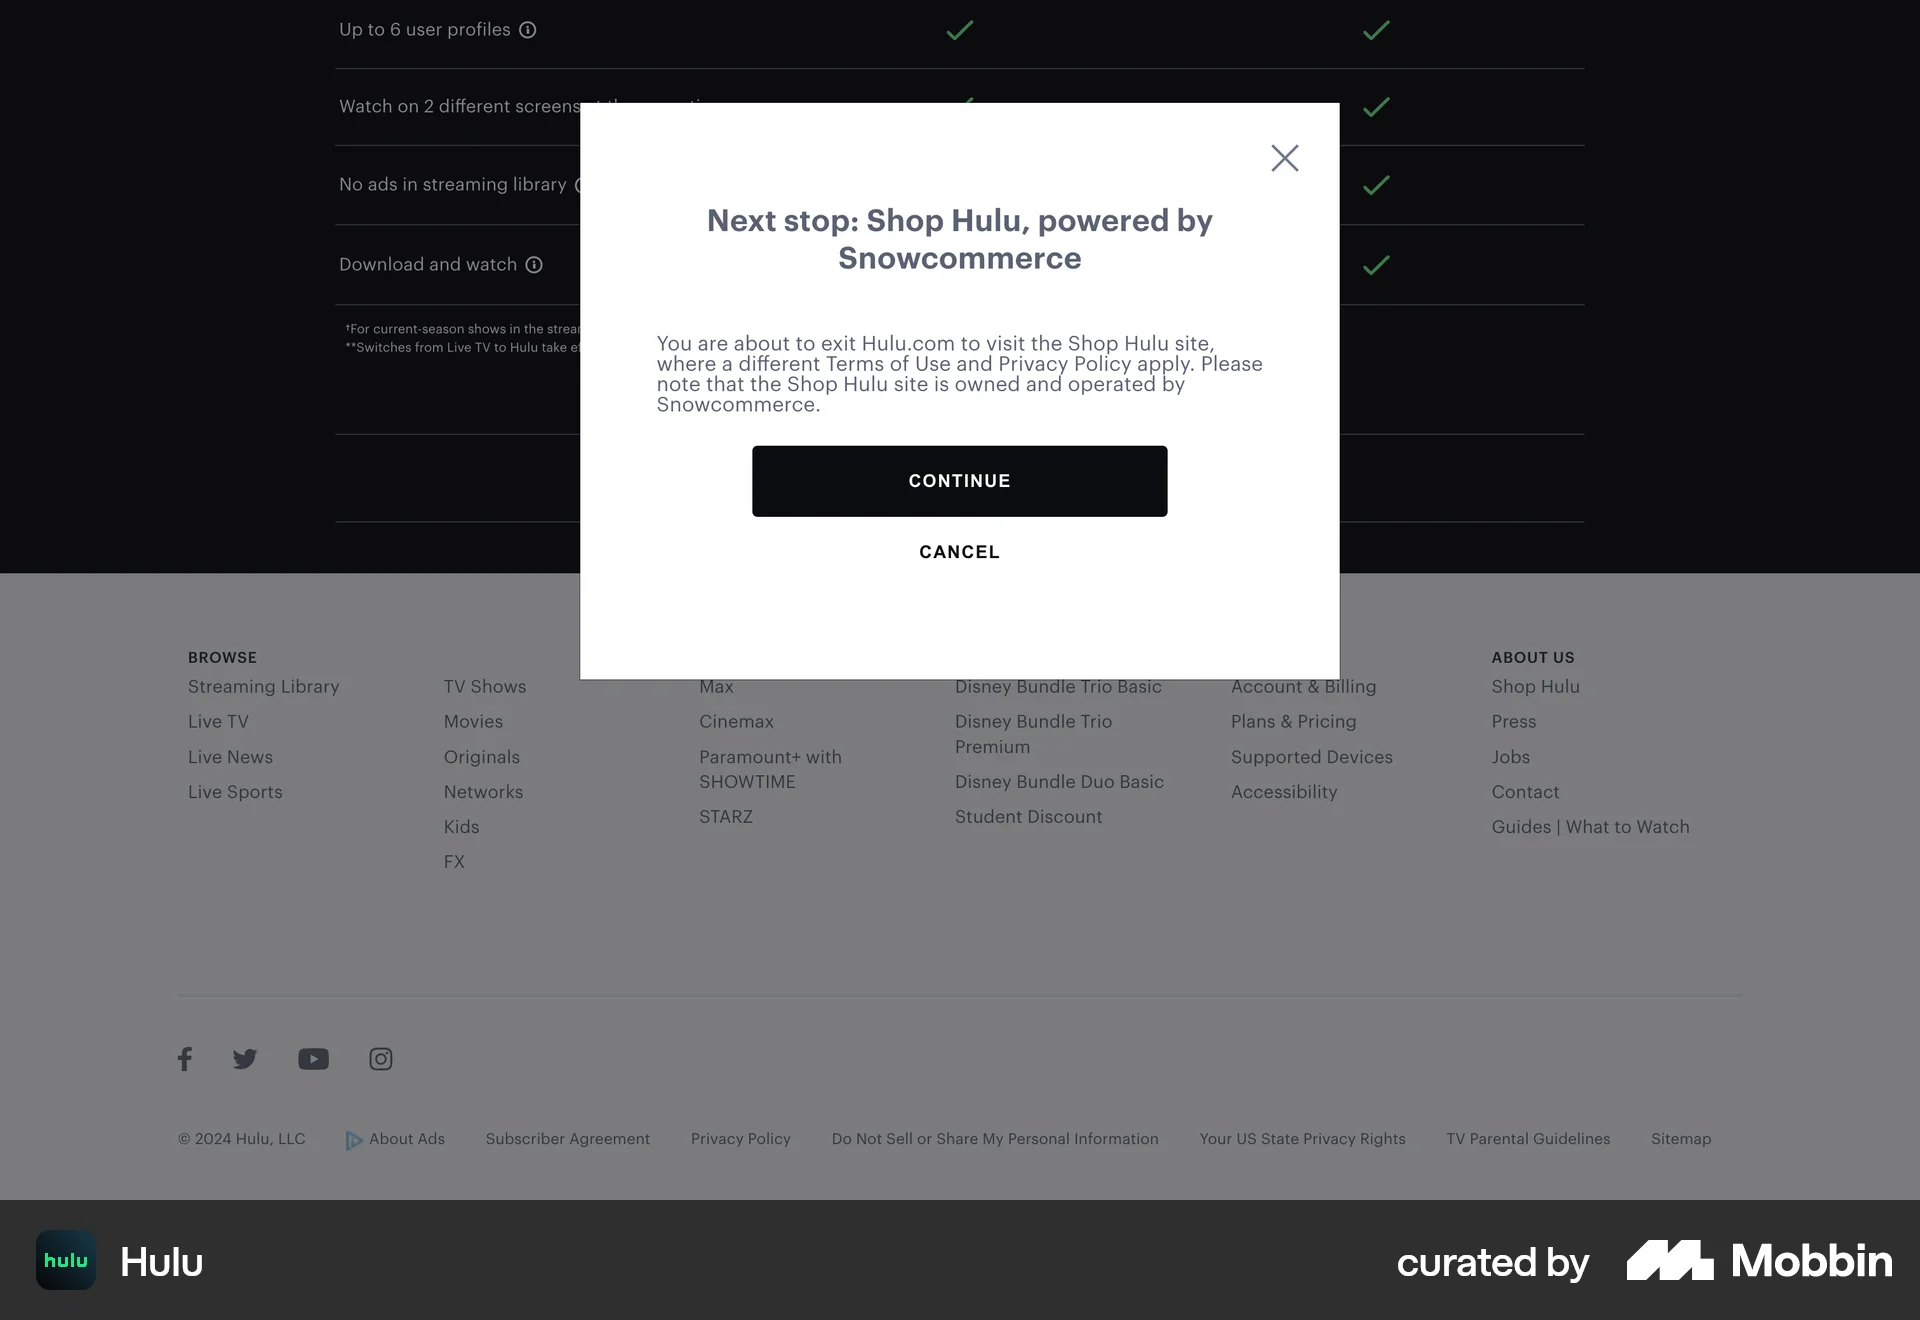 Up to 6 user profiles
Watch on 2 different screens
No ads in streaming library
Download and watch
†For current-season shows in the
**Switches from Live TV to Hulu take
Next stop: Shop Hulu, powered by
Snowcommerce
You are about to exit Hulu.com to visit the Shop Hulu site,
where a different Terms of Use and Privacy Policy apply. Please
note that the Shop Hulu site is owned and operated by
Snowcommerce.
CONTINUE
CANCEL
BROWSE
Streaming Library
Live TV
Live News
Live Sports
TV Shows
Movies
Originals
Networks
Kids
FX
Max
Cinemax
Paramount+ with
SHOWTIME
STARZ
Disney Bundle Trio Basic
Disney Bundle Trio
Premium
Disney Bundle Duo Basic
Student Discount
Account & Billing
Plans & Pricing
Supported Devices
Accessibility
ABOUT US
Shop Hulu
Press
Jobs
Contact
Guides | What to Watch
© 2024 Hulu, LLC
About Ads
Subscriber Agreement
Privacy Policy
Do Not Sell or Share My Personal Information
Your US State Privacy Rights
TV Parental Guidelines
Sitemap
hulu
Hulu
curated by
Mobbin